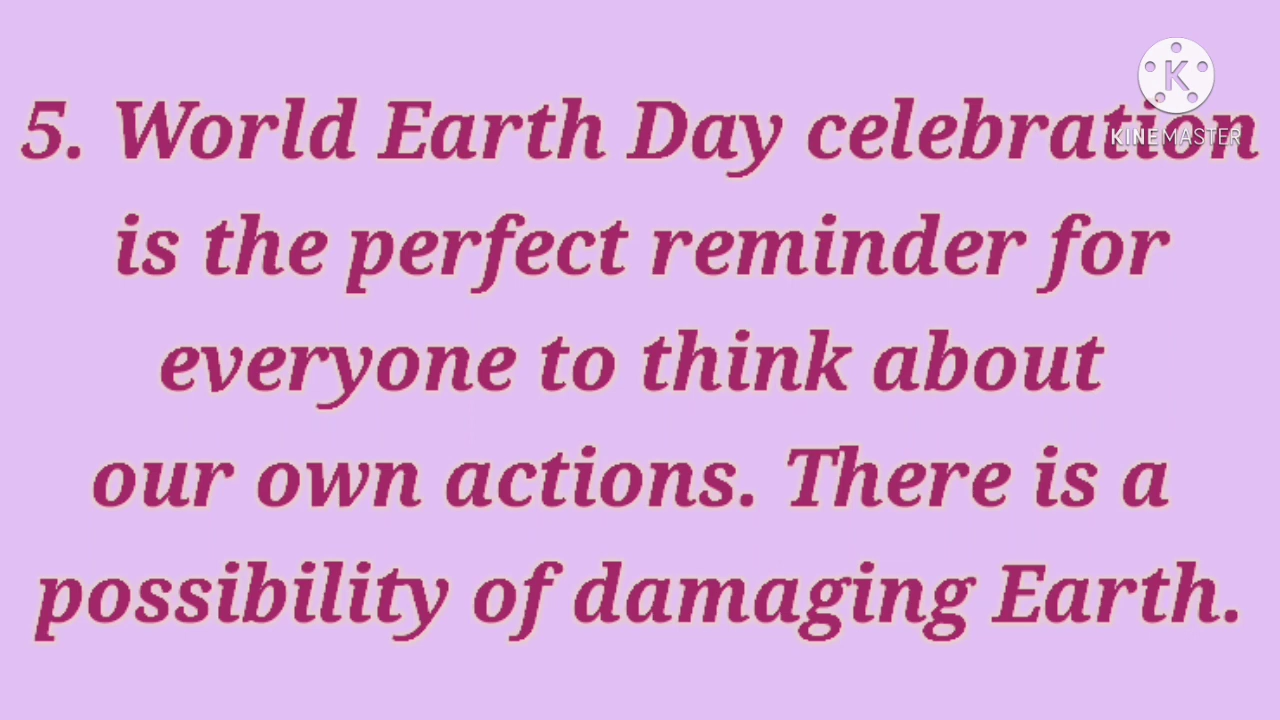 K
KINEMASTER
5. World Earth Day celebration
is the perfect reminder for
everyone to think about
our own actions. There is a
possibility of damaging Earth.